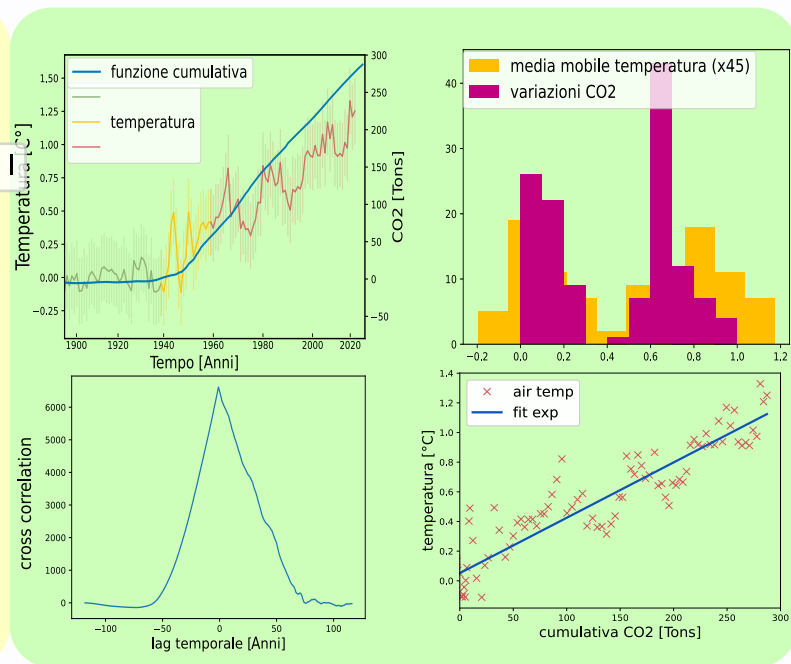 funzione cumulativa
temperatura
Temperatura [C°]
1.50
1.25
1.00
0.75
0.50
0.25
0.00
−0.25
300
250
200
150
100
50
0
−50
CO2 [Tons]
1900 1920 1940 1960 1980 2000 2020
Tempo [Anni]
media mobile temperatura (x45)
variazioni CO2
40
30
20
10
0
−0.2 0.0 0.2 0.4 0.6 0.8 1.0 1.2
cross correlation
6000
5000
4000
3000
2000
1000
0
−100 −50 0 50 100
lag temporale [Anni]
air temp
fit exp
temperatura [°C]
1.4
1.2
1.0
0.8
0.6
0.4
0.2
0.0
0 50 100 150 200 250 300
cumulativa CO2 [Tons]